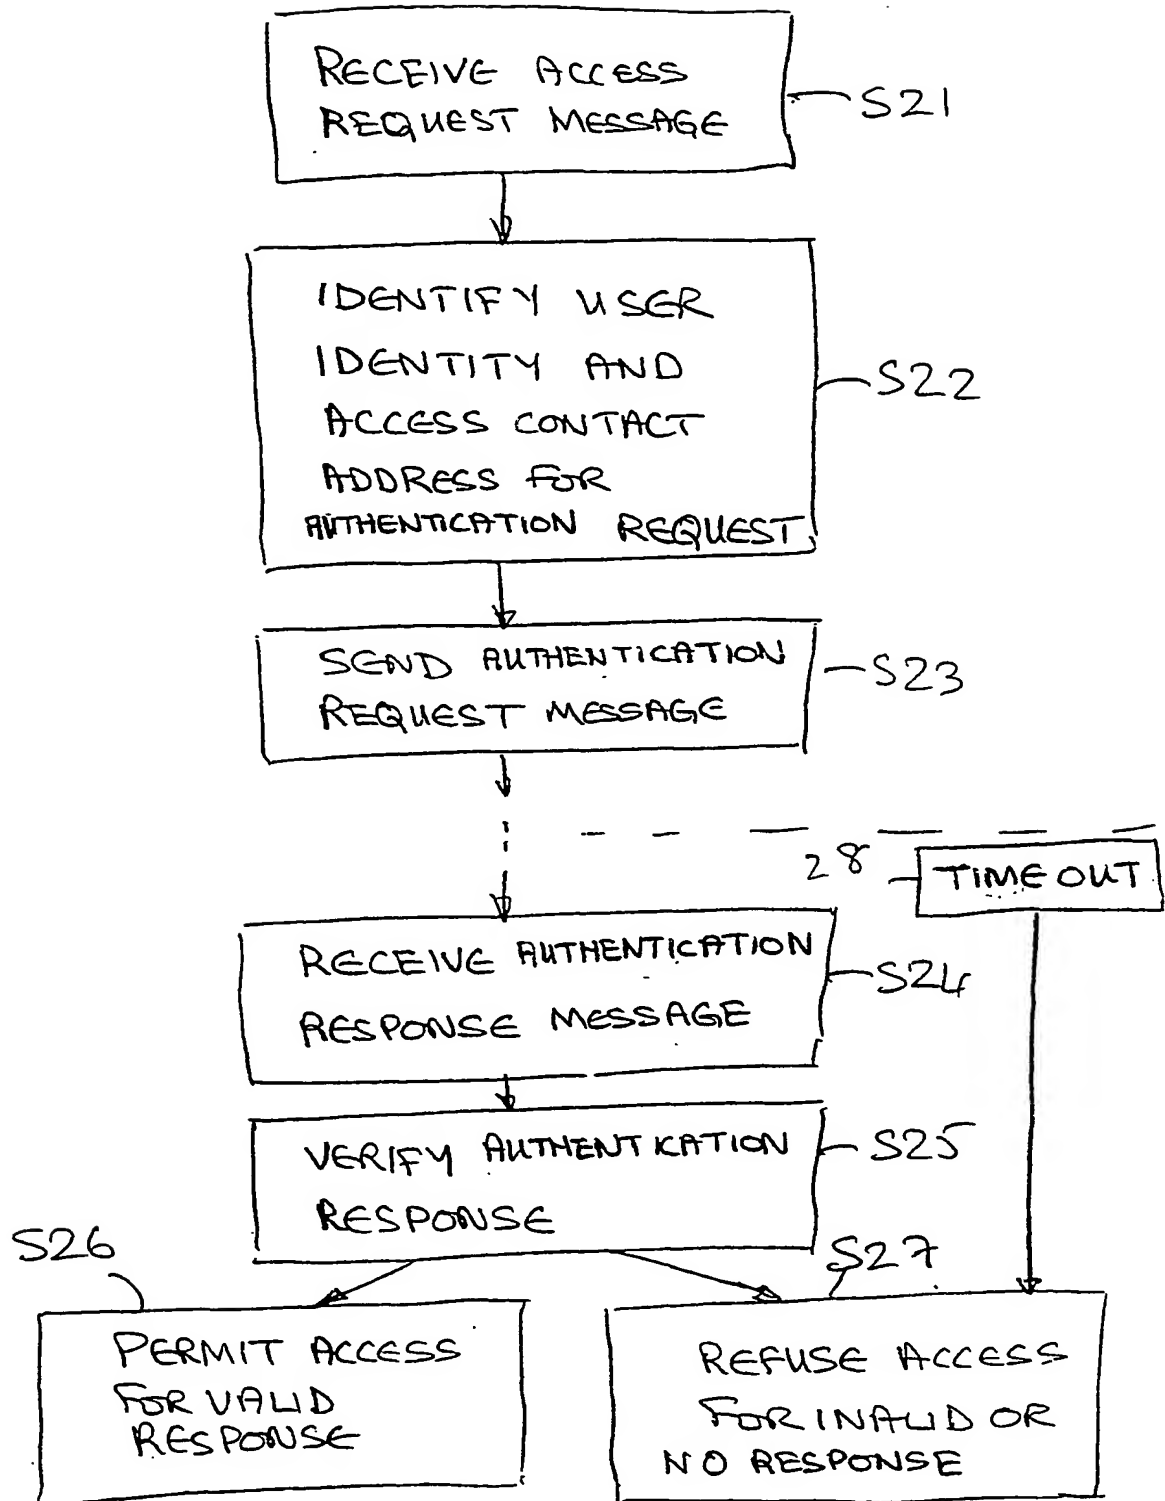 RECEIVE ACCESS
REQUEST MESSAGE
S21
IDENTIFY USER
IDENTITY AND
ACCESS CONTACT
ADDRESS FOR
AUTHENTICATION REQUEST
S22
SEND AUTHENTICATION
REQUEST MESSAGE
S23
28
TIME OUT
RECEIVE AUTHENTICATION
RESPONSE MESSAGE
S24
VERIFY AUTHENTICATION
RESPONSE
S25
S26
S27
PERMIT ACCESS
FOR VALID
RESPONSE
REFUSE ACCESS
FOR INALID OR
NO RESPONSE